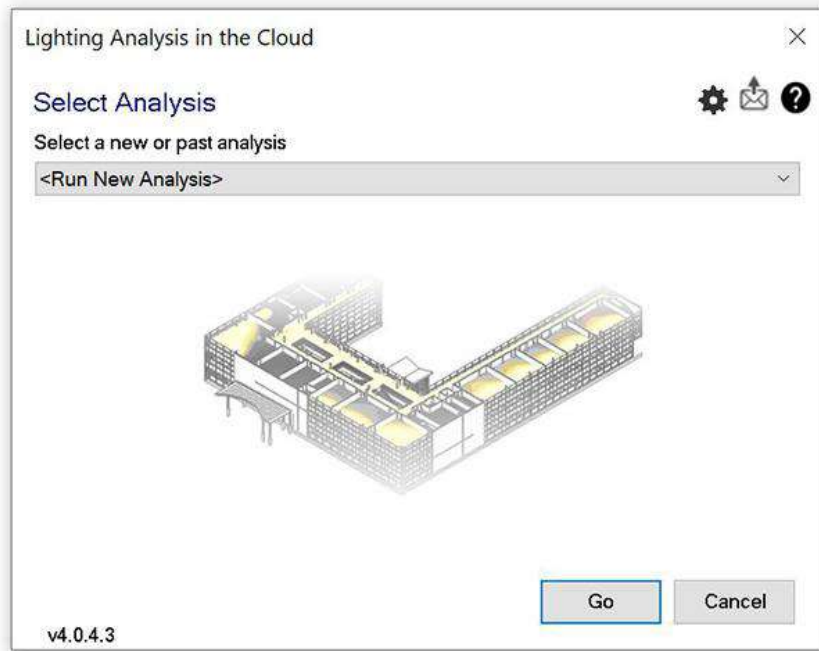 Lighting Analysis in the Cloud
Select Analysis
?
Select a new or past analysis
<Run New Analysis>
Go
Cancel
v4.0.4.3